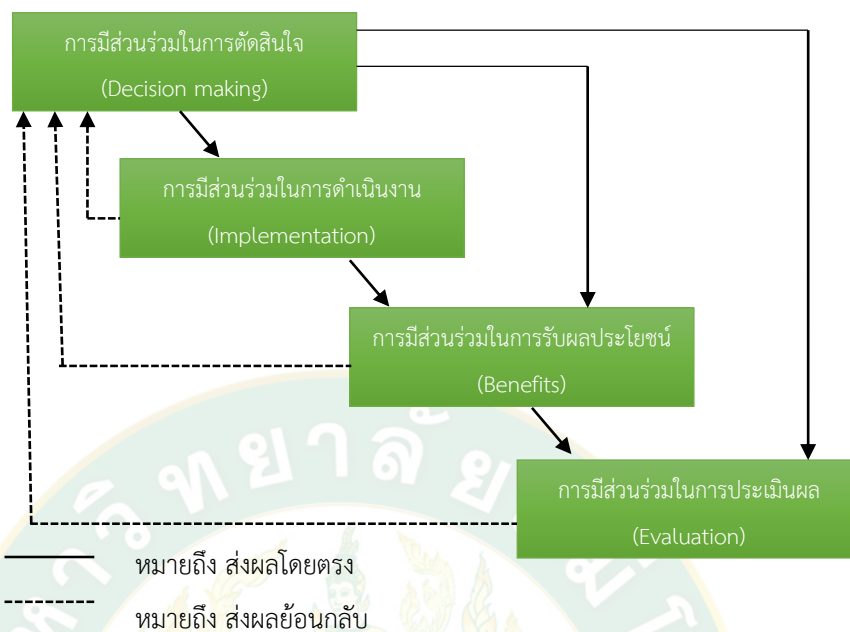 การมีส่วนร่วมในการตัดสินใจ
(Decision making)
การมีส่วนร่วมในการดำเนินงาน
(Implementation)
การมีส่วนร่วมในการรับผลประโยชน์
(Benefits)
การมีส่วนร่วมในการประเมินผล
(Evaluation)
หมายถึง ส่งผลโดยตรง
หมายถึง ส่งผลย้อนกลับ